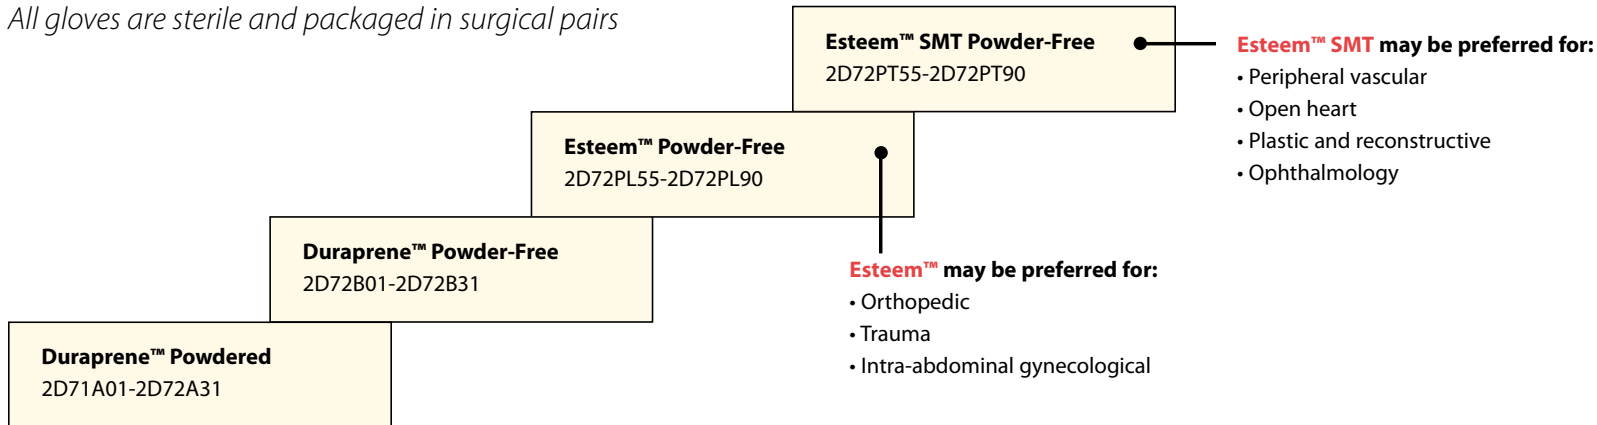 All gloves are sterile and packaged in surgical pairs
Esteem™ SMT Powder-Free
2D72PT55-2D72PT90
Esteem™ SMT may be preferred for:
• Peripheral vascular
• Open heart
• Plastic and reconstructive
• Ophthalmology
Esteem™ Powder-Free
2D72PL55-2D72PL90
Esteem™ may be preferred for:
• Orthopedic
• Trauma
• Intra-abdominal gynecological
Duraprene™ Powder-Free
2D72B01-2D72B31
Duraprene™ Powdered
2D71A01-2D72A31